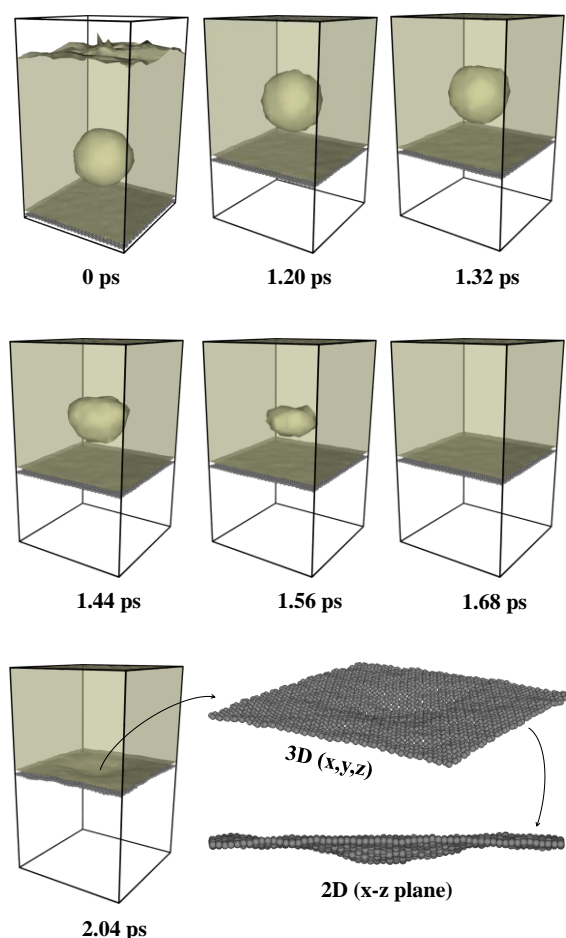 0 ps
1.20 ps
1.32 ps
1.44 ps
1.56 ps
1.68 ps
3D (x,y,z)
2D (x-z plane)
2.04 ps